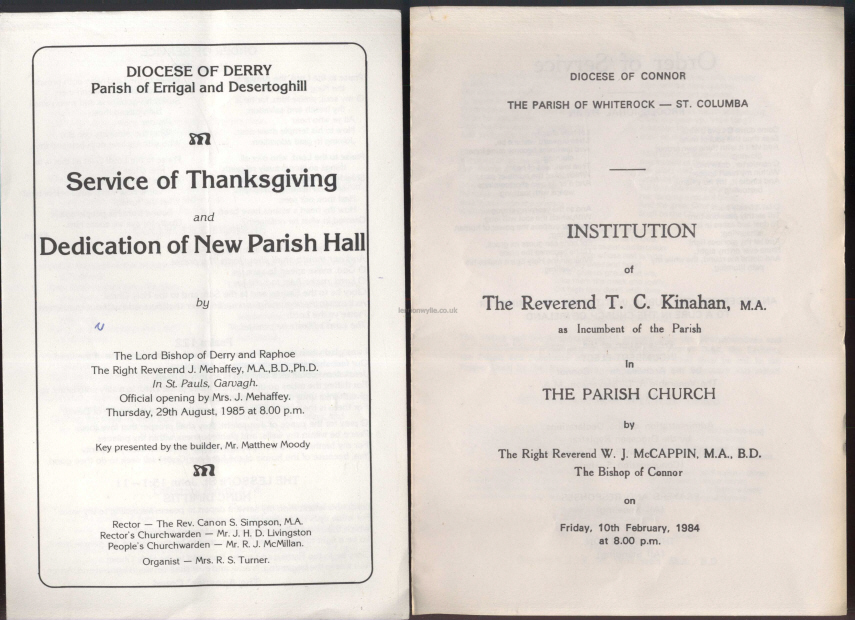 DIOCESE OF DERRY
Parish of Errigal and Desertoghill
Service of Thanksgiving
and
Dedication of New Parish Hall
by
The Lord Bishop of Derry and Raphoe
The Right Reverend J. Mehaffey, M.A.,B.D.,Ph.D.
In St. Pauls, Garvagh.
Official opening by Mrs. J. Mehaffey.
Thursday, 29th August, 1985 at 8.00 p.m.
Key presented by the builder, Mr. Matthew Moody
Rector — The Rev. Canon S. Simpson, M.A.
Rector's Churchwarden — Mr. J. H. D. Livingston
People's Churchwarden — Mr. R. J. McMillan.
Organist — Mrs. R. S. Turner.
DIOCESE OF CONNOR
THE PARISH OF WHITEROCK — ST. COLUMBA
INSTITUTION
of
The Reverend T. C. Kinahan, M.A.
as Incumbent of the Parish
In
THE PARISH CHURCH
by
The Right Reverend W. J. McCAPPIN, M.A., B.D.
The Bishop of Connor
on
Friday, 10th February, 1984
at 8.00 p.m.